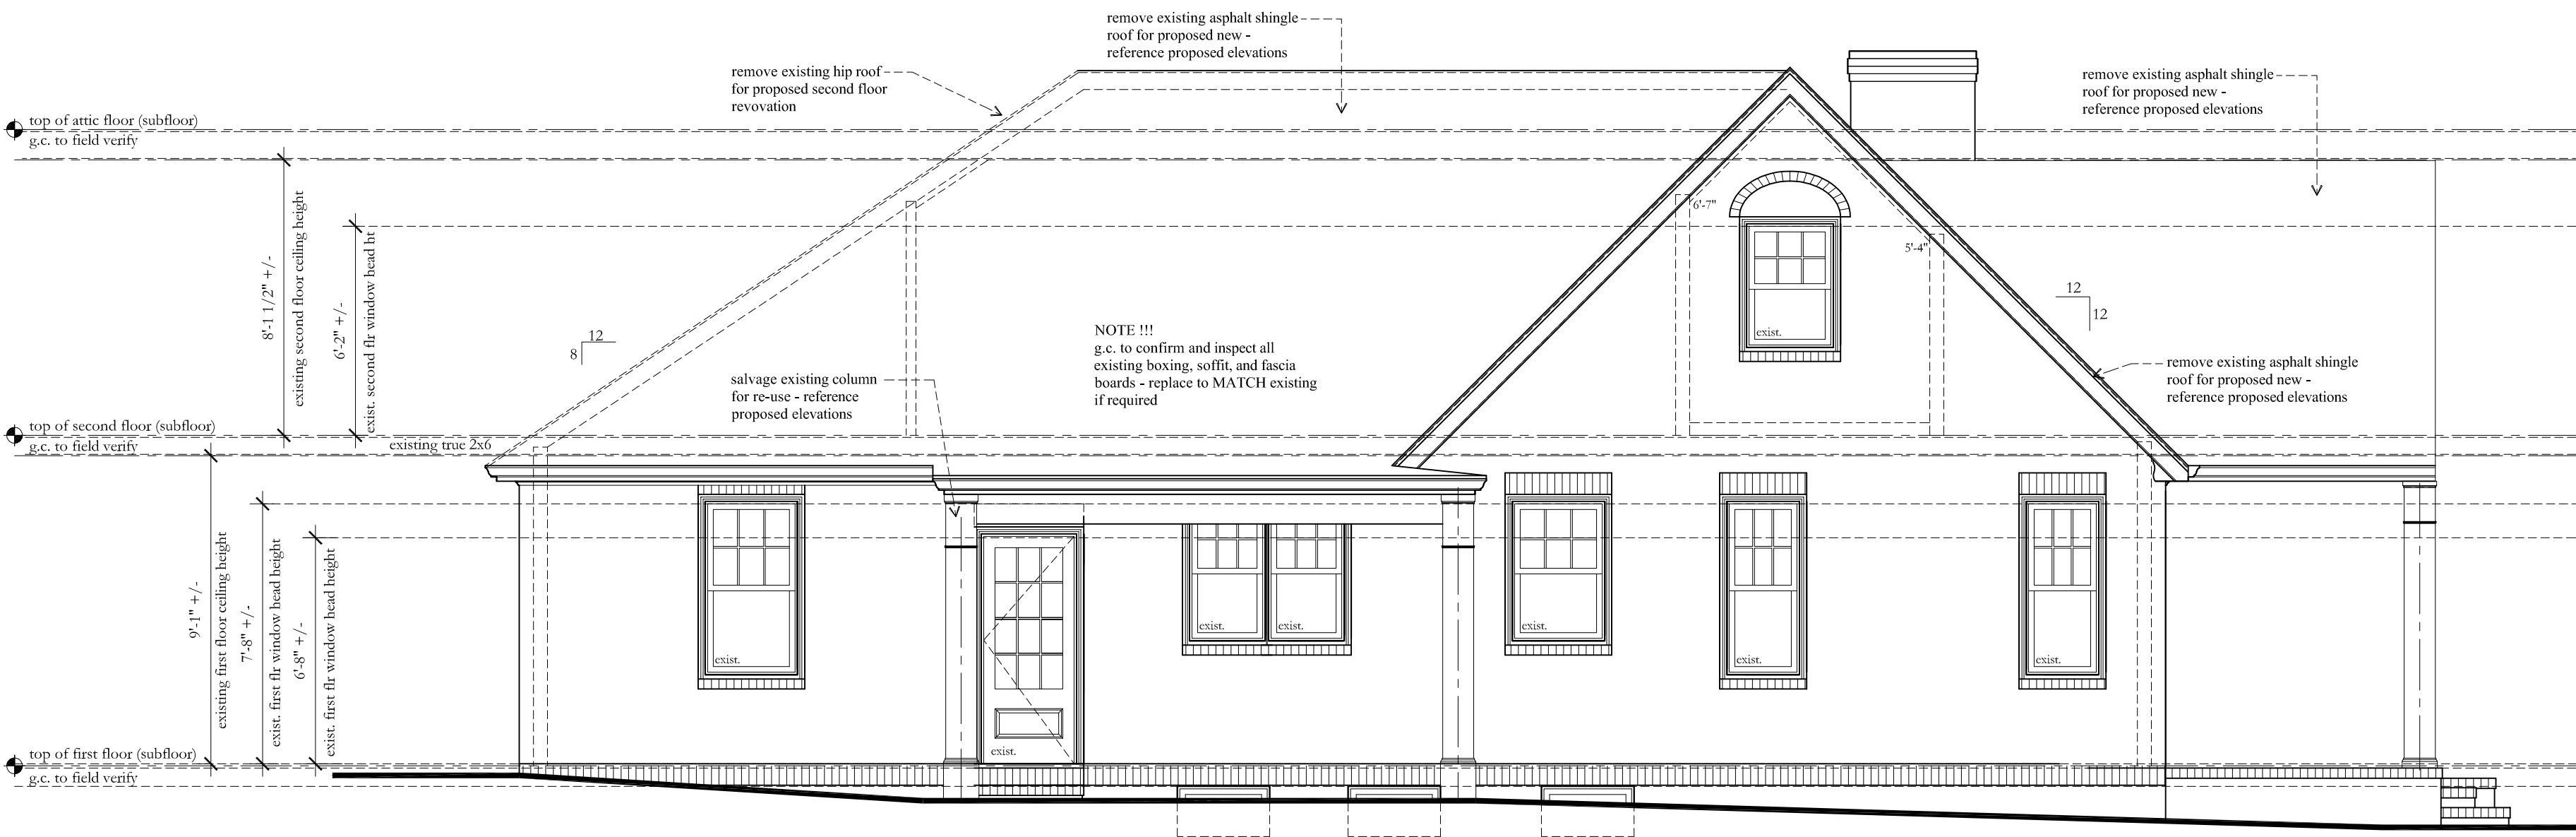 remove existing asphalt shingle
roof for proposed new -
reference proposed elevations
remove existing hip roof
for proposed second floor
revovation
remove existing asphalt shingle
roof for proposed new -
reference proposed elevations
top of attic floor (subfloor)
g.c. to field verify
8'-1 1/2" +/-
existing second floor ceiling height
6'-2" +/-
exist. second flr window head ht
6'-7"
5'-4"
exist.
12
8
12
12
NOTE !!!
g.c. to confirm and inspect all
existing boxing, soffit, and fascia
boards - replace to MATCH existing
if required
salvage existing column
for re-use - reference
proposed elevations
remove existing asphalt shingle
roof for proposed new -
reference proposed elevations
top of second floor (subfloor)
g.c. to field verify
existing true 2x6
9'-1" +/-
existing first floor ceiling height
7'-8" +/-
exist. first flr window head height
6'-8" +/-
exist. first flr window head height
exist.
exist.
exist.
exist.
exist.
exist.
exist.
top of first floor (subfloor)
g.c. to field verify